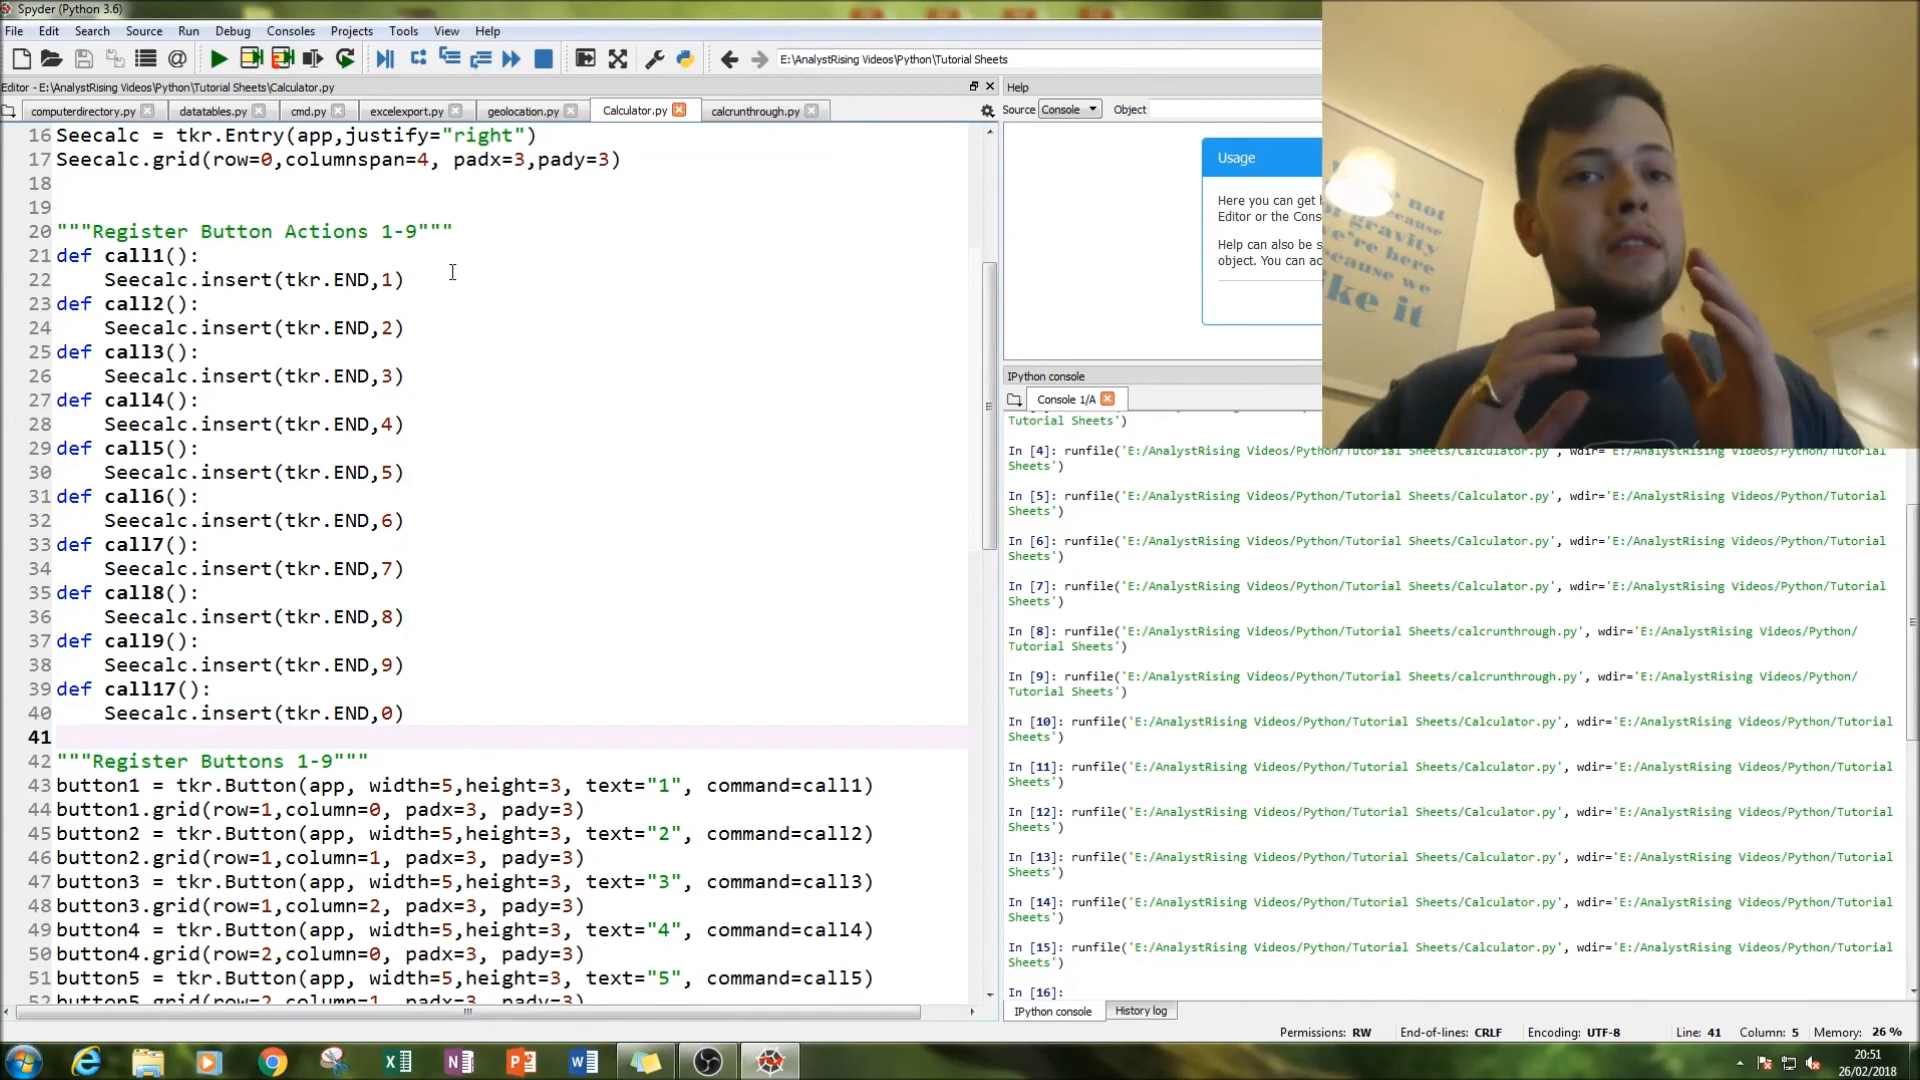 Spyder (Python 3.6)
File Edit Search Source Run Debug Consoles Projects Tools View Help
E:\AnalystRising Videos\Python\Tutorial Sheets
Editor - E:\AnalystRising Videos\Python\Tutorial Sheets\Calculator.py
Help
computerdirectory.py datatables.py cmd.py excelexport.py geolocation.py Calculator.py calcrunthrough.py
Source Console Object
16 Seecalc = tkr.Entry(app,justify="right")
17 Seecalc.grid(row=0,columnspan=4, padx=3,pady=3)
18
19
20 """Register Button Actions 1-9"""
21 def call1():
22     Seecalc.insert(tkr.END,1)
23 def call2():
24     Seecalc.insert(tkr.END,2)
25 def call3():
26     Seecalc.insert(tkr.END,3)
27 def call4():
28     Seecalc.insert(tkr.END,4)
29 def call5():
30     Seecalc.insert(tkr.END,5)
31 def call6():
32     Seecalc.insert(tkr.END,6)
33 def call7():
34     Seecalc.insert(tkr.END,7)
35 def call8():
36     Seecalc.insert(tkr.END,8)
37 def call9():
38     Seecalc.insert(tkr.END,9)
39 def call17():
40     Seecalc.insert(tkr.END,0)
41
42 """Register Buttons 1-9"""
43 button1 = tkr.Button(app, width=5,height=3, text="1", command=call1)
44 button1.grid(row=1,column=0, padx=3, pady=3)
45 button2 = tkr.Button(app, width=5,height=3, text="2", command=call2)
46 button2.grid(row=1,column=1, padx=3, pady=3)
47 button3 = tkr.Button(app, width=5,height=3, text="3", command=call3)
48 button3.grid(row=1,column=2, padx=3, pady=3)
49 button4 = tkr.Button(app, width=5,height=3, text="4", command=call4)
50 button4.grid(row=2,column=0, padx=3, pady=3)
51 button5 = tkr.Button(app, width=5,height=3, text="5", command=call5)
52 button5.grid(row=2,column=1, padx=3, pady=3)
Usage
Here you can get
Editor or the Cons
Help can also be s
object. You can ac
not
because
of gravity
we're here
because we
like it
IPython console
Console 1/A
Tutorial Sheets')
In [4]: runfile('E:/AnalystRising Videos/Python/Tutorial Sheets/Calculator.py', wdir='E:/AnalystRising Videos/Python/Tutorial
Sheets')
In [5]: runfile('E:/AnalystRising Videos/Python/Tutorial Sheets/Calculator.py', wdir='E:/AnalystRising Videos/Python/Tutorial
Sheets')
In [6]: runfile('E:/AnalystRising Videos/Python/Tutorial Sheets/Calculator.py', wdir='E:/AnalystRising Videos/Python/Tutorial
Sheets')
In [7]: runfile('E:/AnalystRising Videos/Python/Tutorial Sheets/Calculator.py', wdir='E:/AnalystRising Videos/Python/Tutorial
Sheets')
In [8]: runfile('E:/AnalystRising Videos/Python/Tutorial Sheets/calcrunthrough.py', wdir='E:/AnalystRising Videos/Python/
Tutorial Sheets')
In [9]: runfile('E:/AnalystRising Videos/Python/Tutorial Sheets/calcrunthrough.py', wdir='E:/AnalystRising Videos/Python/
Tutorial Sheets')
In [10]: runfile('E:/AnalystRising Videos/Python/Tutorial Sheets/Calculator.py', wdir='E:/AnalystRising Videos/Python/Tutorial
Sheets')
In [11]: runfile('E:/AnalystRising Videos/Python/Tutorial Sheets/Calculator.py', wdir='E:/AnalystRising Videos/Python/Tutorial
Sheets')
In [12]: runfile('E:/AnalystRising Videos/Python/Tutorial Sheets/Calculator.py', wdir='E:/AnalystRising Videos/Python/Tutorial
Sheets')
In [13]: runfile('E:/AnalystRising Videos/Python/Tutorial Sheets/Calculator.py', wdir='E:/AnalystRising Videos/Python/Tutorial
Sheets')
In [14]: runfile('E:/AnalystRising Videos/Python/Tutorial Sheets/Calculator.py', wdir='E:/AnalystRising Videos/Python/Tutorial
Sheets')
In [15]: runfile('E:/AnalystRising Videos/Python/Tutorial Sheets/Calculator.py', wdir='E:/AnalystRising Videos/Python/Tutorial
Sheets')
In [16]:
IPython console History log
Permissions: RW End-of-lines: CRLF Encoding: UTF-8 Line: 41 Column: 5 Memory: 26 %
20:51
26/02/2018